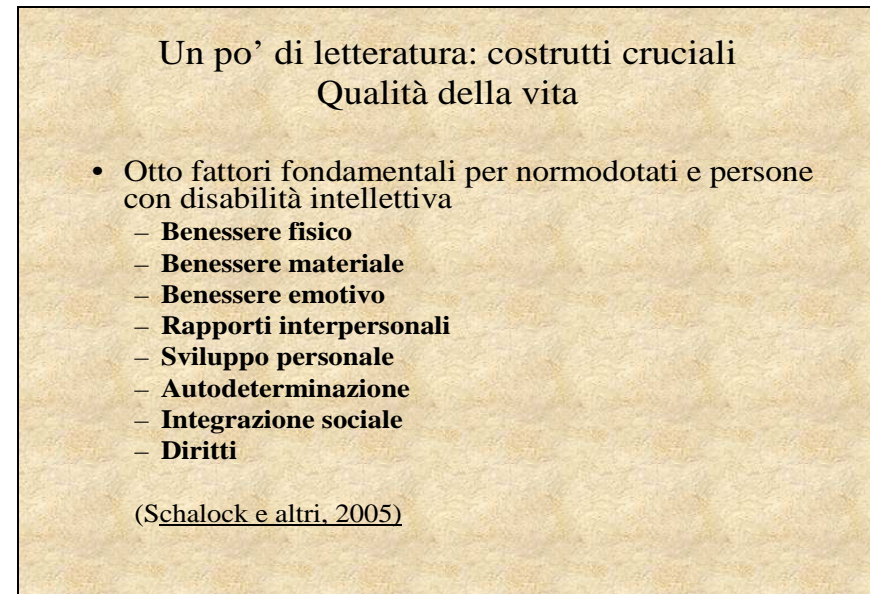 Un po' di letteratura: costrutti cruciali
Qualità della vita
• Otto fattori fondamentali per normodotati e persone
con disabilità intellettiva
– Benessere fisico
– Benessere materiale
– Benessere emotivo
– Rapporti interpersonali
– Sviluppo personale
– Autodeterminazione
– Integrazione sociale
– Diritti
(Schalock e altri, 2005)